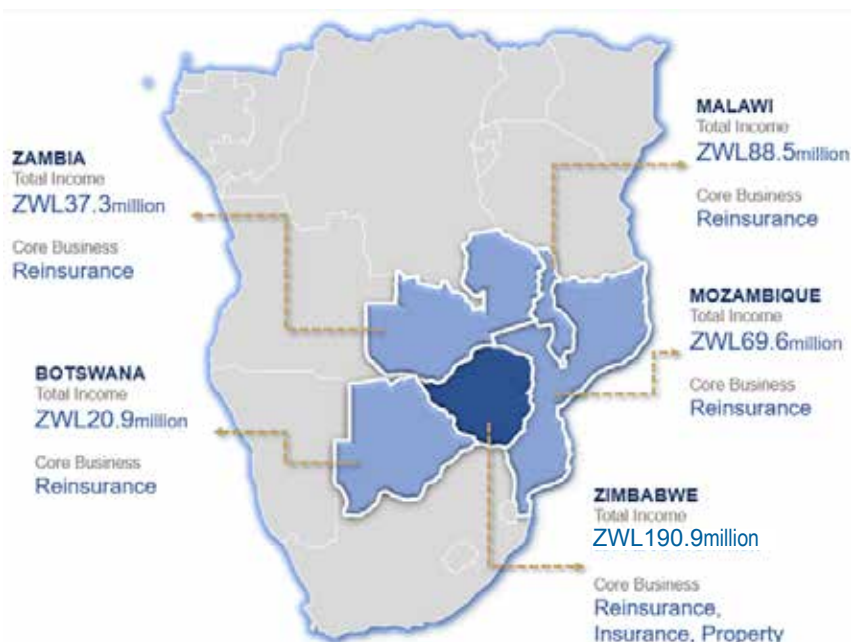 ZAMBIA
Total Income
ZWL37.3million
Core Business
Reinsurance
BOTSWANA
Total Income
ZWL20.9million
Core Business
Reinsurance
MALAWI
Total Income
ZWL88.5million
Core Business
Reinsurance
MOZAMBIQUE
Total Income
ZWL69.6million
Core Business
Reinsurance
ZIMBABWE
Total Income
ZWL190.9million
Core Business
Reinsurance,
Insurance, Property